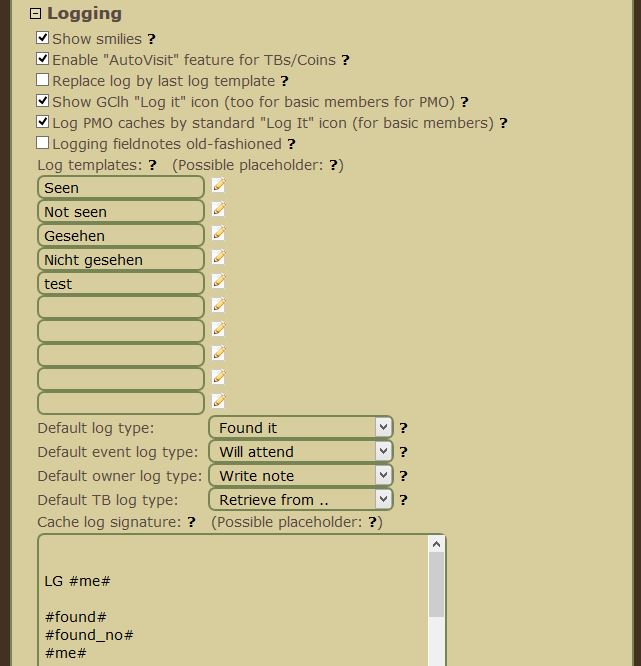 Logging
Show smilies ?
Enable "AutoVisit" feature for TBs/Coins ?
Replace log by last log template ?
Show GClh "Log it" icon (too for basic members for PMO) ?
Log PMO caches by standard "Log It" icon (for basic members) ?
Logging fieldnotes old-fashioned ?
Log templates: ? (Possible placeholder: ?)
Seen
Not seen
Gesehen
Nicht gesehen
test
Default log type: Found it ?
Default event log type: Will attend ?
Default owner log type: Write note ?
Default TB log type: Retrieve from .. ?
Cache log signature: ? (Possible placeholder: ?)
LG #me#
#found#
#found_no#
#me#